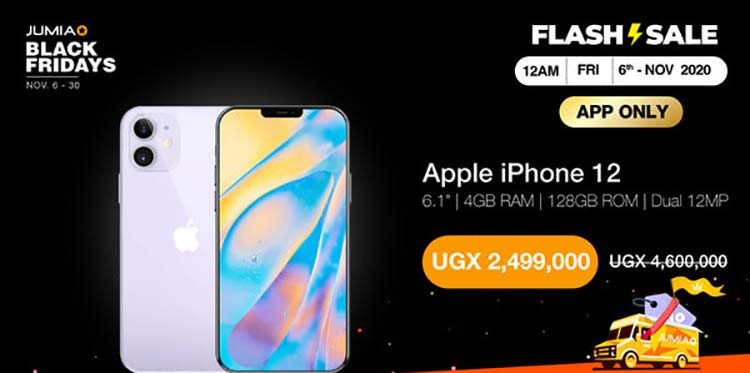 JUMIA
BLACK
FRIDAYS
NOV. 6 - 30
FLASH SALE
12AM FRI 6th - NOV 2020
APP ONLY
Apple iPhone 12
6.1" | 4GB RAM | 128GB ROM | Dual 12MP
UGX 2,499,000 UGX 4,600,000
JUMIA